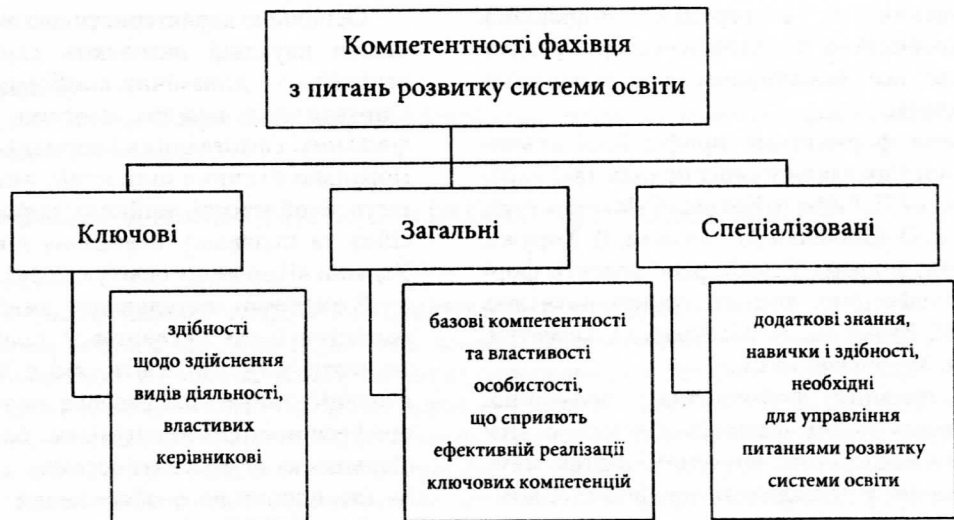 Компетентності фахівця
з питань розвитку системи освіти
Ключові
Загальні
Спеціалізовані
здібності
щодо здійснення
видів діяльності,
властивих
керівникові
базові компетентності
та властивості
особистості,
що сприяють
ефективній реалізації
ключових компетенцій
додаткові знання,
навички і здібності,
необхідні
для управління
питаннями розвитку
системи освіти